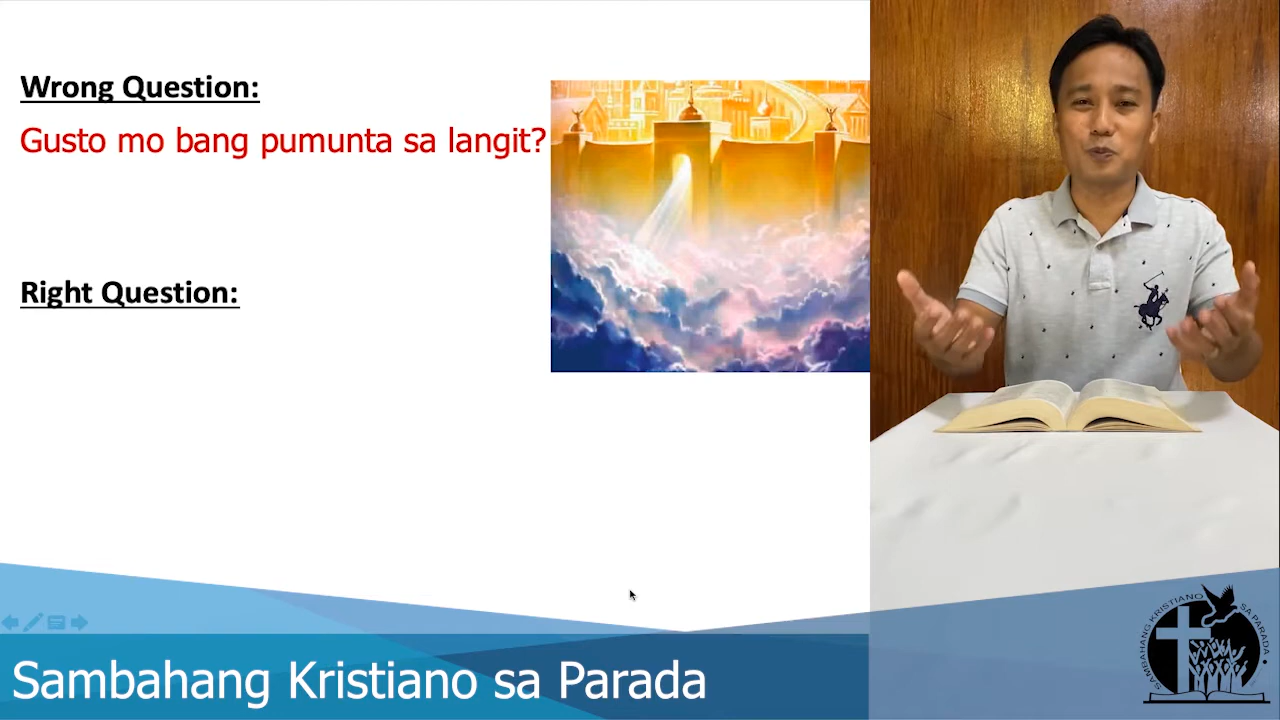 Wrong Question:
Gusto mo bang pumunta sa langit?
Right Question:
Sambahang Kristiano sa Parada
SAMBAHANG KRISTIANO SA PARADA